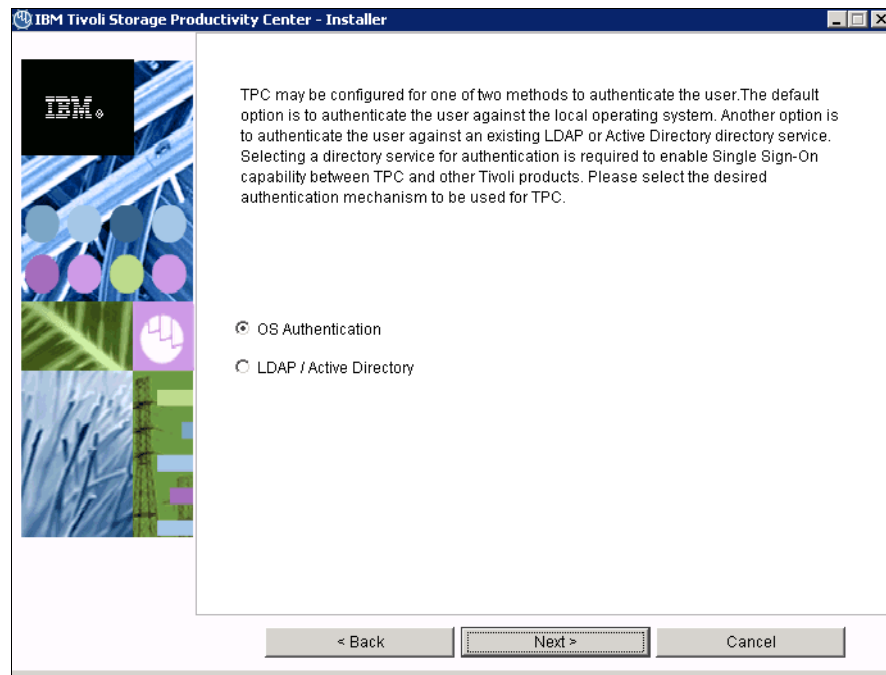 IBM Tivoli Storage Productivity Center - Installer
IBM®
TPC may be configured for one of two methods to authenticate the user.The default
option is to authenticate the user against the local operating system. Another option is
to authenticate the user against an existing LDAP or Active Directory directory service.
Selecting a directory service for authentication is required to enable Single Sign-On
capability between TPC and other Tivoli products. Please select the desired
authentication mechanism to be used for TPC.
OS Authentication
LDAP / Active Directory
< Back
Next >
Cancel